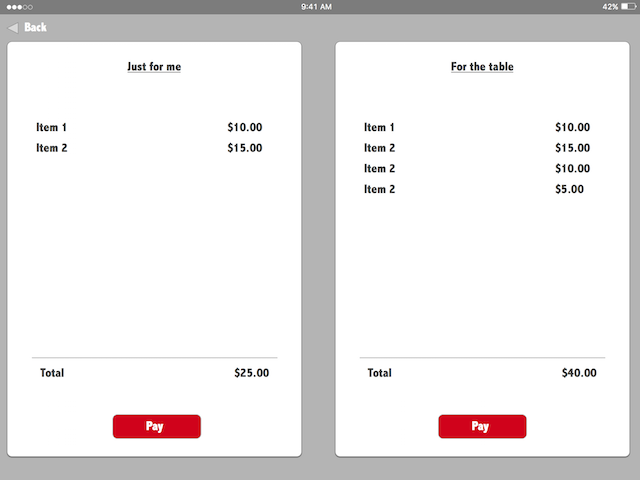 9:41 AM 42%
Back
Just for me
Item 1 $10.00
Item 2 $15.00
Total $25.00
Pay
For the table
Item 1 $10.00
Item 2 $15.00
Item 2 $10.00
Item 2 $5.00
Total $40.00
Pay